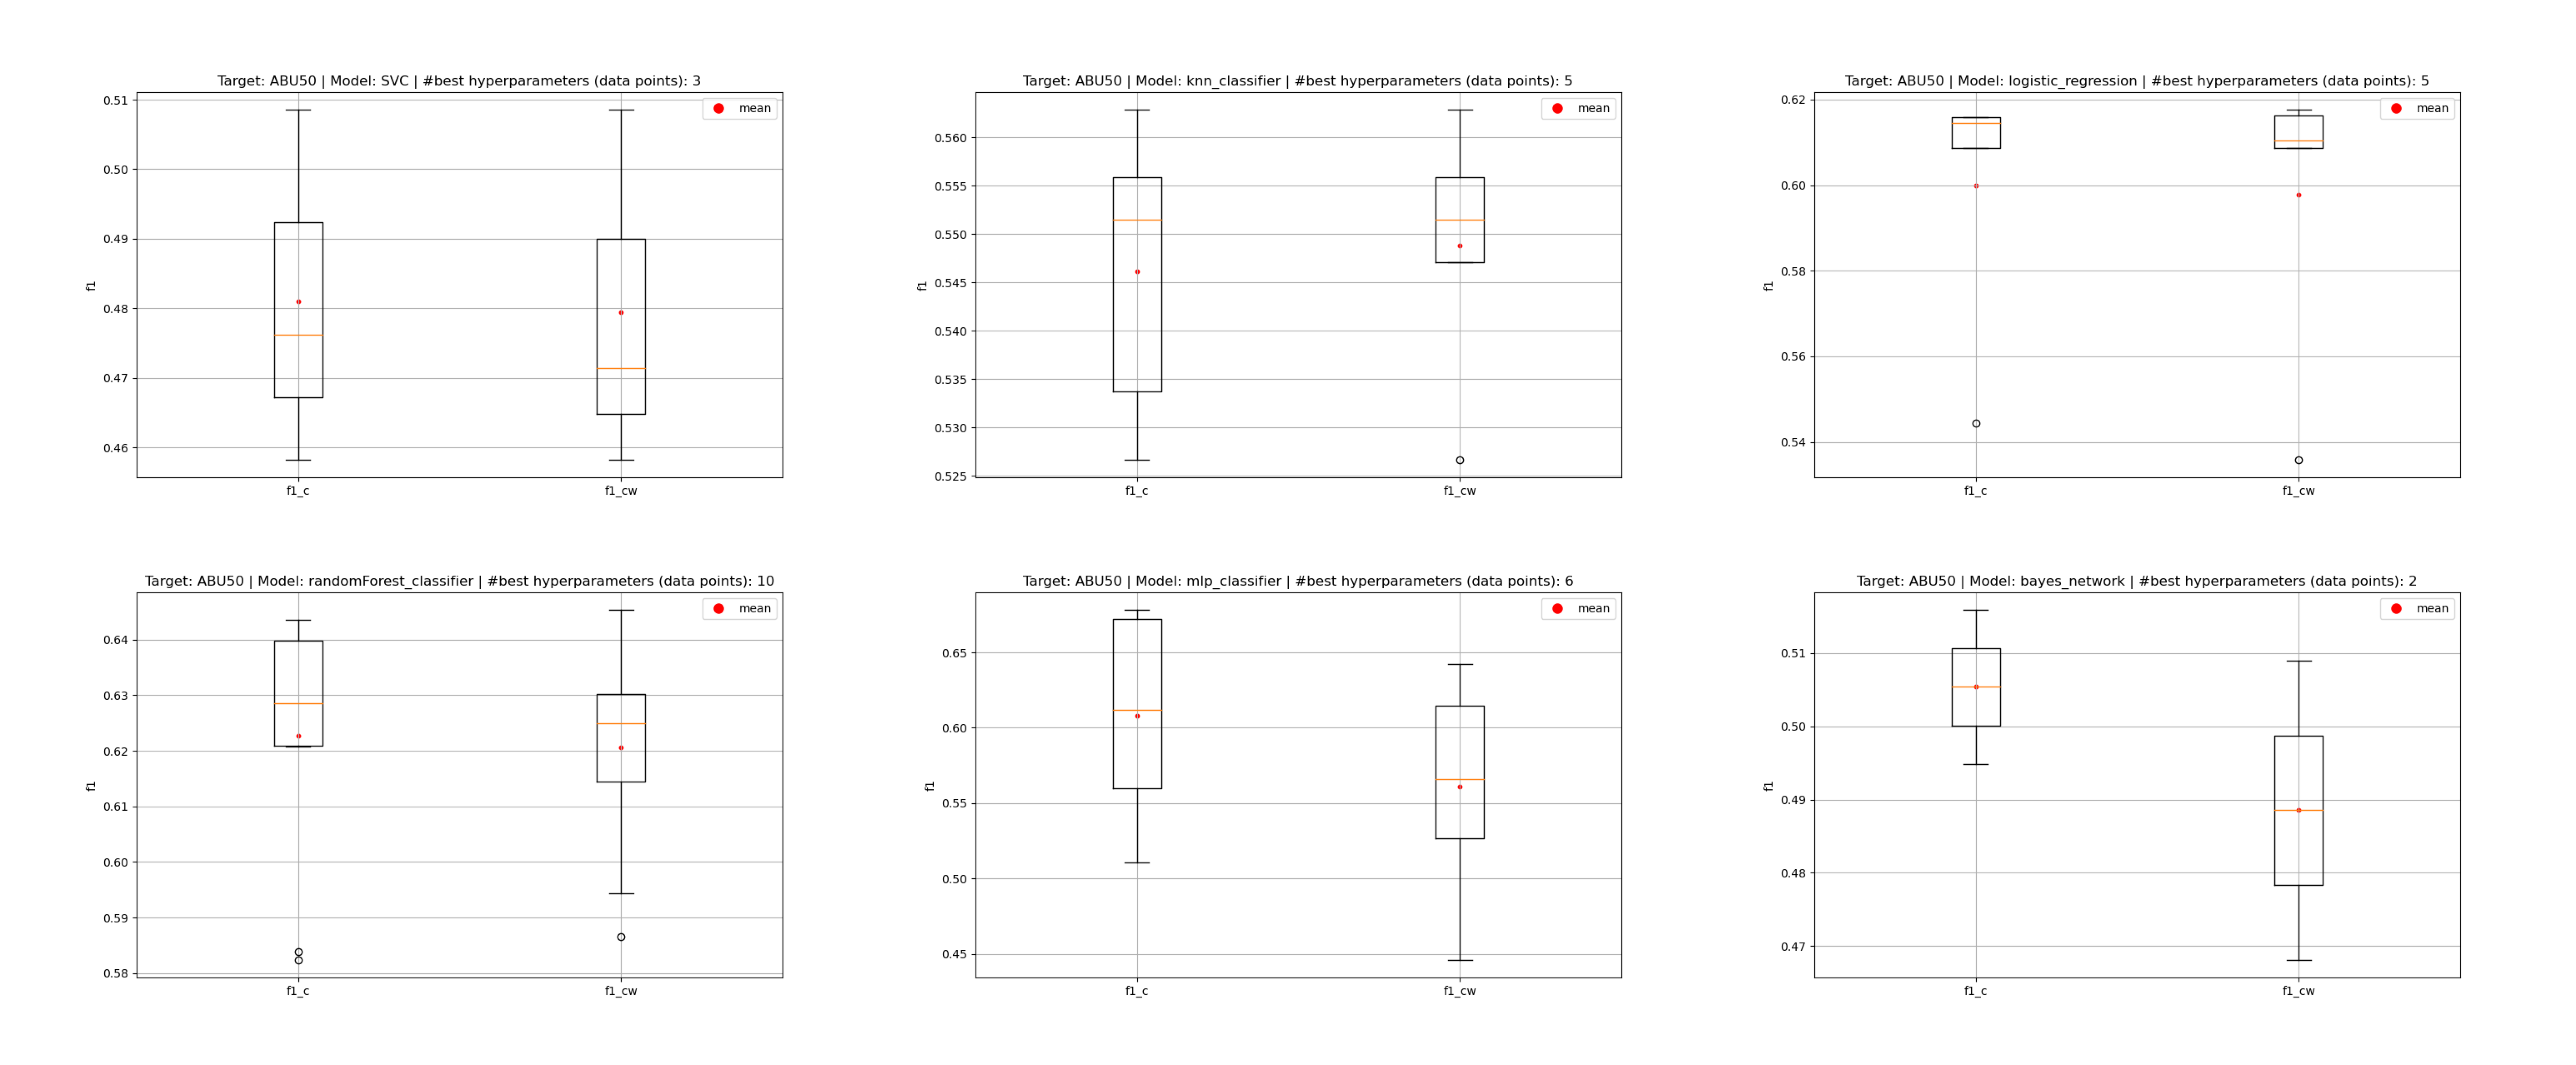 Target: ABU50 | Model: SVC | #best hyperparameters (data points): 3
mean
0.51
0.50
0.49
0.48
0.47
0.46
f1
f1_c
f1_cw
Target: ABU50 | Model: knn_classifier | #best hyperparameters (data points): 5
mean
0.560
0.555
0.550
0.545
0.540
0.535
0.530
0.525
f1
f1_c
f1_cw
Target: ABU50 | Model: logistic_regression | #best hyperparameters (data points): 5
mean
0.62
0.60
0.58
0.56
0.54
f1
f1_c
f1_cw
Target: ABU50 | Model: randomForest_classifier | #best hyperparameters (data points): 10
mean
0.64
0.63
0.62
0.61
0.60
0.59
0.58
f1
f1_c
f1_cw
Target: ABU50 | Model: mlp_classifier | #best hyperparameters (data points): 6
mean
0.65
0.60
0.55
0.50
0.45
f1
f1_c
f1_cw
Target: ABU50 | Model: bayes_network | #best hyperparameters (data points): 2
mean
0.51
0.50
0.49
0.48
0.47
f1
f1_c
f1_cw